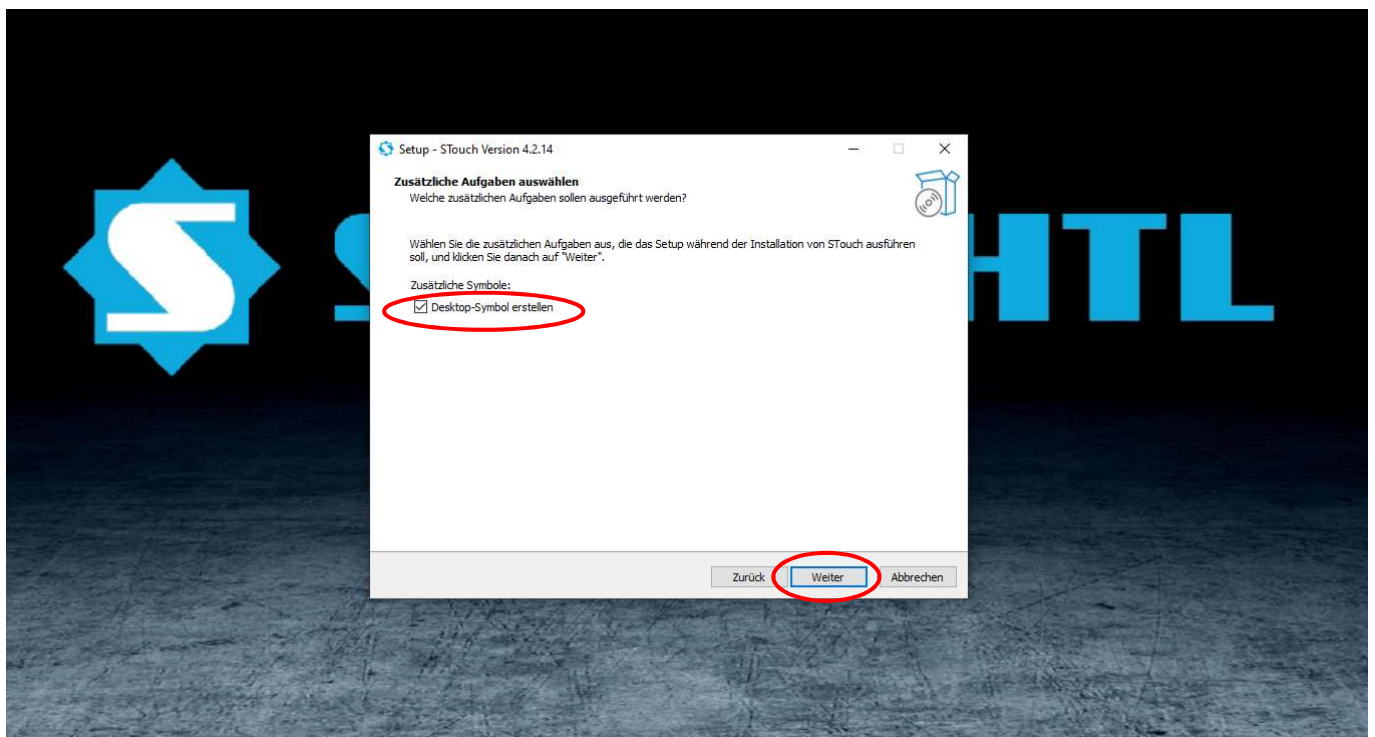 Setup - STouch Version 4.2.14
Zusätzliche Aufgaben auswählen
Welche zusätzlichen Aufgaben sollen ausgeführt werden?
Wählen Sie die zusätzlichen Aufgaben aus, die das Setup während der Installation von STouch ausführen
soll, und klicken Sie danach auf "Weiter".
Zusätzliche Symbole:
Desktop-Symbol erstellen
Zurück Weiter Abbrechen
S
HTL